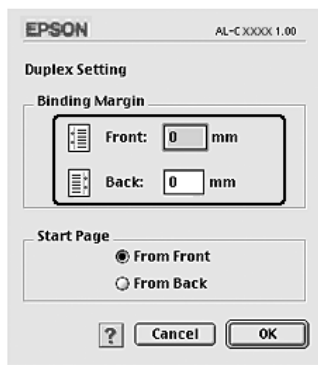 EPSON AL-C XXXX 1.00
Duplex Setting
Binding Margin
Front: 0 mm
Back: 0 mm
Start Page
From Front
From Back
? Cancel OK